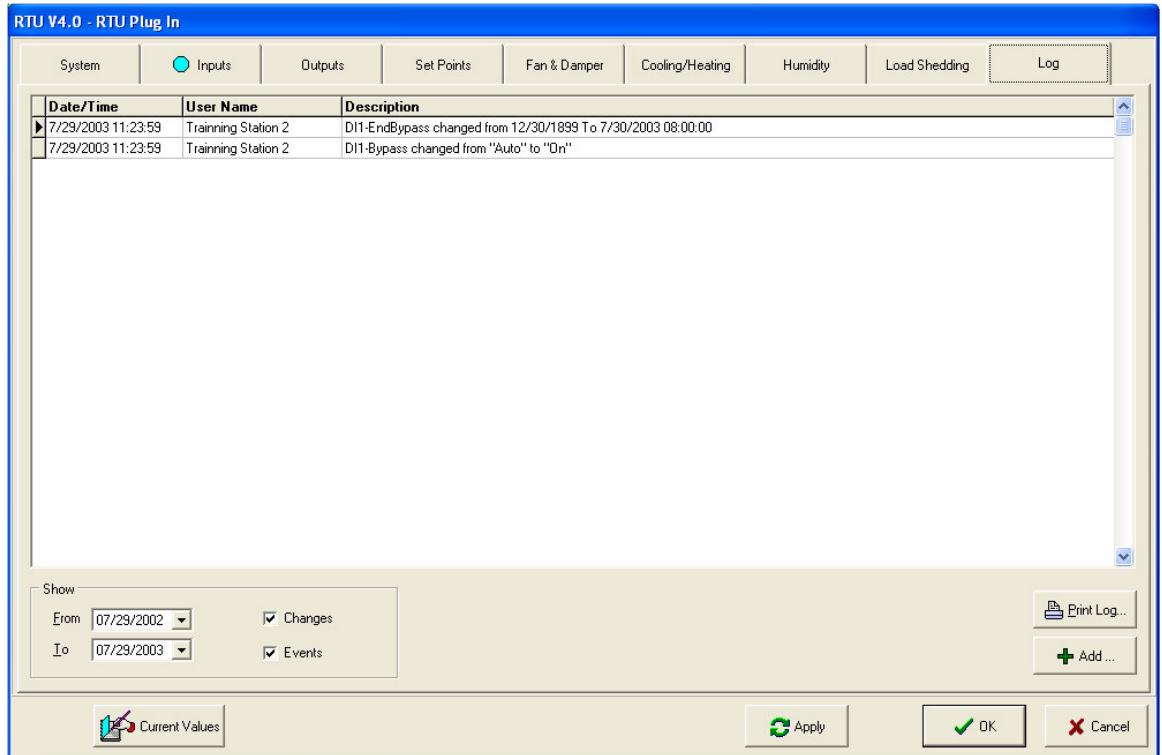 RTU V4.0 - RTU Plug In
System Inputs Outputs Set Points Fan & Damper Cooling/Heating Humidity Load Shedding Log
Date/Time User Name Description
7/29/2003 11:23:59 Trainning Station 2 DI1-EndBypass changed from 12/30/1899 To 7/30/2003 08:00:00
7/29/2003 11:23:59 Trainning Station 2 DI1-Bypass changed from "Auto" to "On"
Show
From 07/29/2002 Changes
To 07/29/2003 Events
Print Log...
Add ...
Current Values Apply OK Cancel